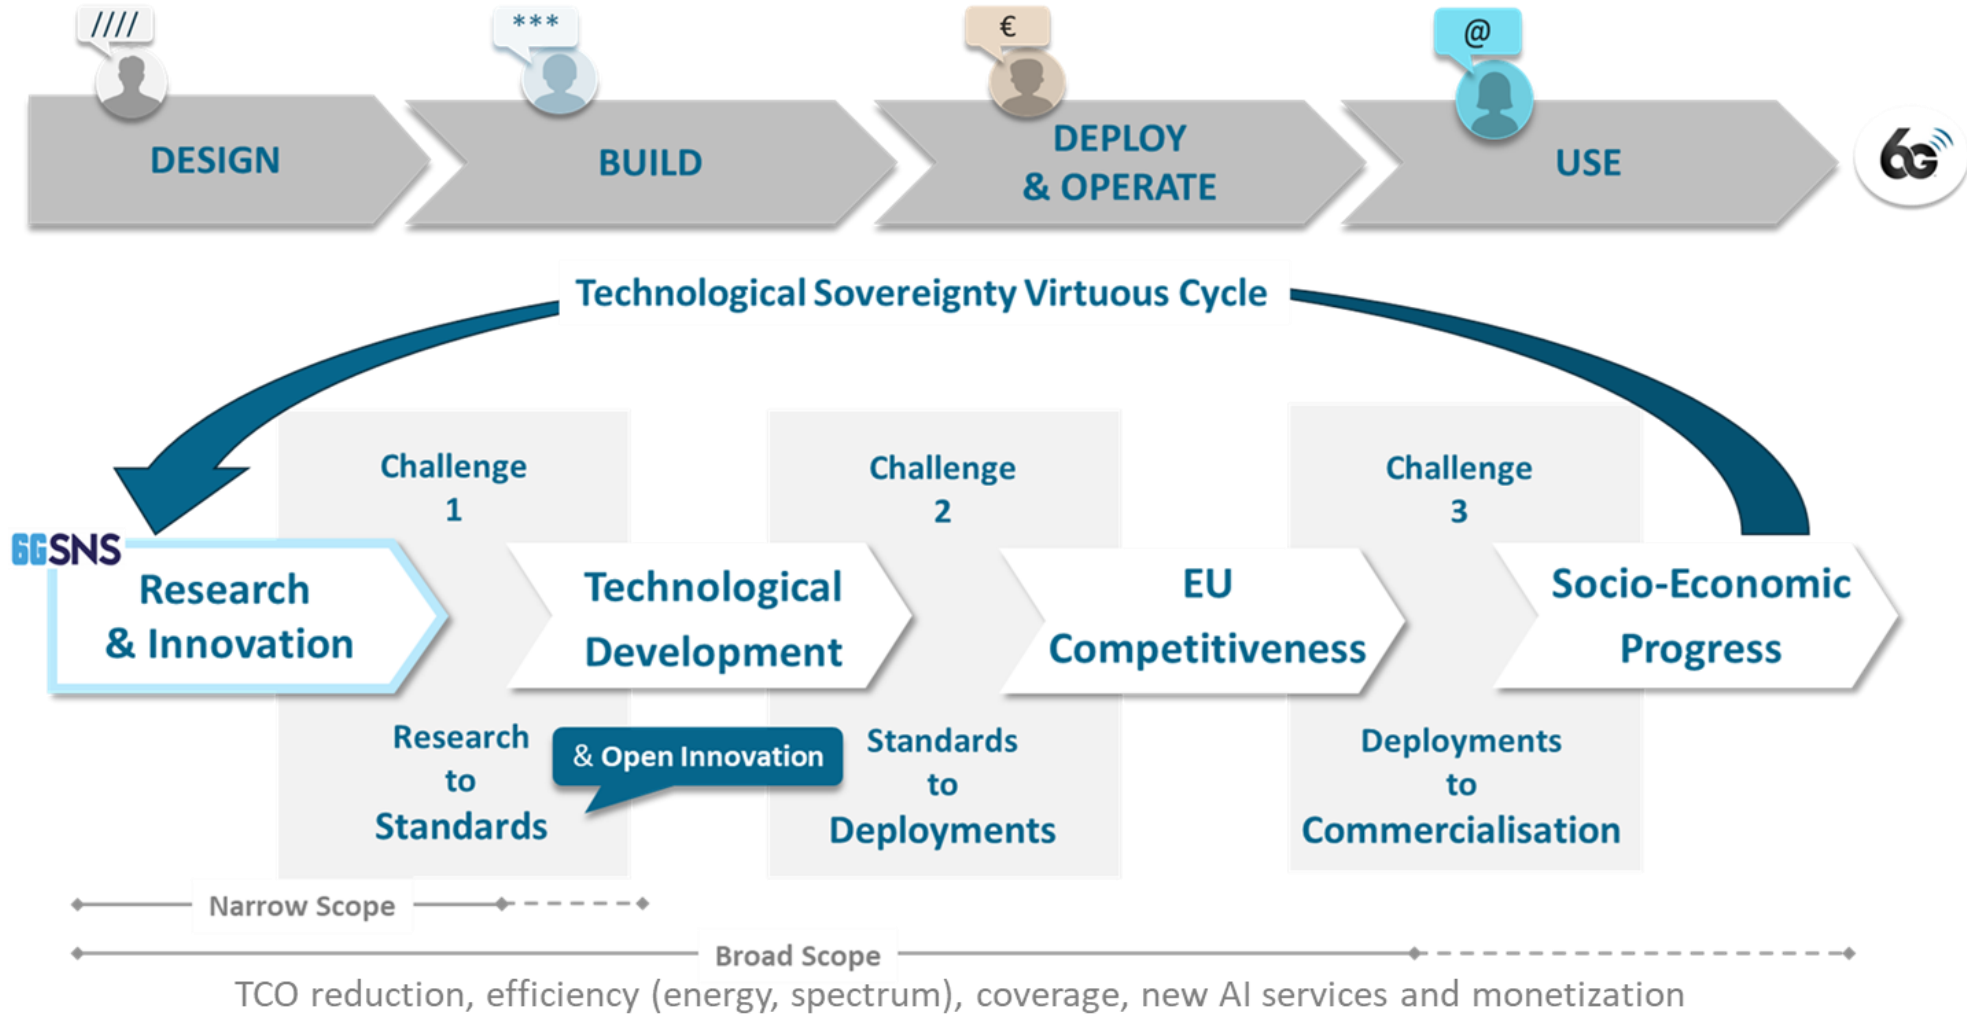 ////
***
€
@
DESIGN
BUILD
DEPLOY
& OPERATE
USE
6G
Technological Sovereignty Virtuous Cycle
Challenge
1
Challenge
2
Challenge
3
6GSNS
Research
& Innovation
Technological
Development
EU
Competitiveness
Socio-Economic
Progress
Research
to
Standards
& Open Innovation
Standards
to
Deployments
Deployments
to
Commercialisation
Narrow Scope
Broad Scope
TCO reduction, efficiency (energy, spectrum), coverage, new AI services and monetization